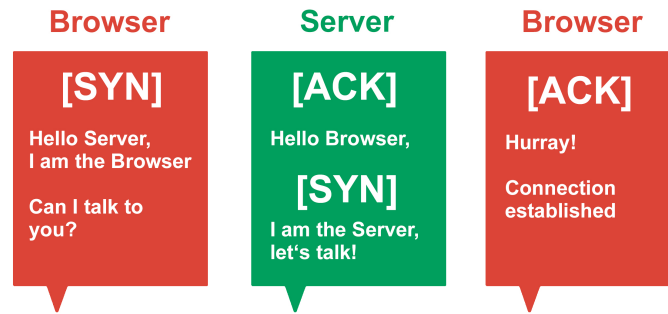 Browser
[SYN]
Hello Server,
I am the Browser
Can I talk to
you?
Server
[ACK]
Hello Browser,
[SYN]
I am the Server,
let‘s talk!
Browser
[ACK]
Hurray!
Connection
established